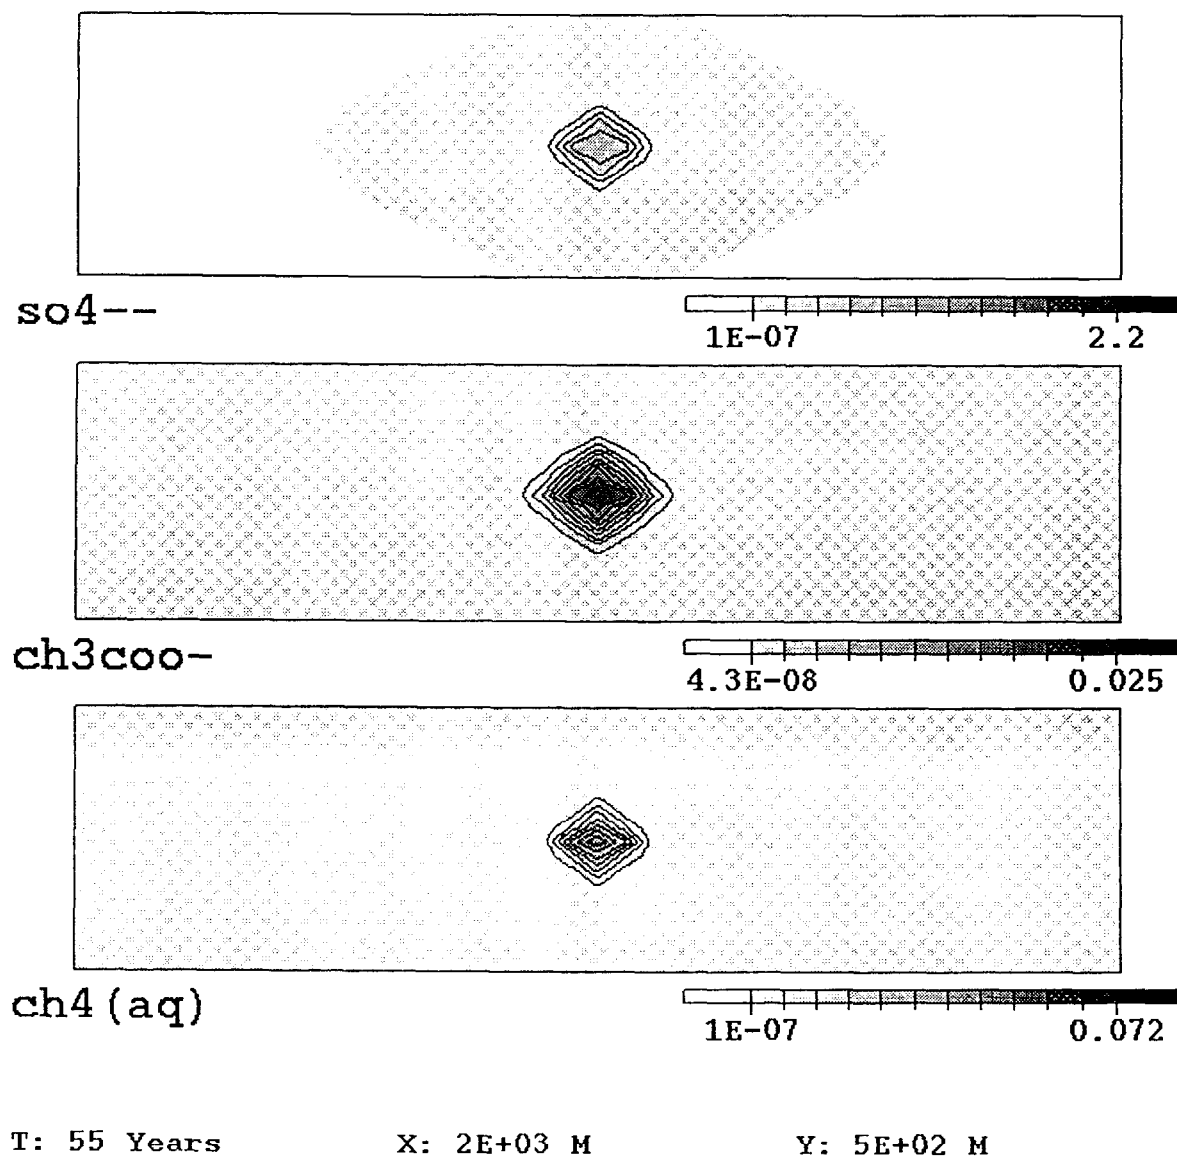 so4--
1E-07 2.2
ch3coo-
4.3E-08 0.025
ch4(aq)
1E-07 0.072
T: 55 Years X: 2E+03 M Y: 5E+02 M